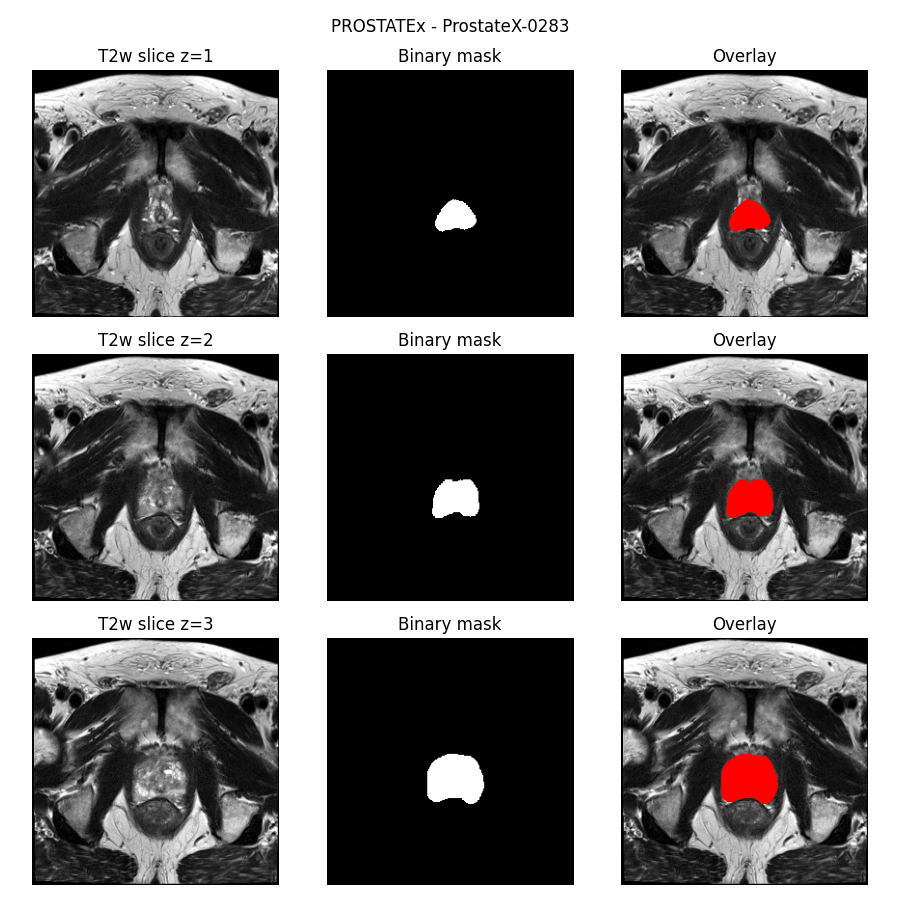 PROSTATEx - ProstateX-0283
T2w slice z=1
Binary mask
Overlay
T2w slice z=2
Binary mask
Overlay
T2w slice z=3
Binary mask
Overlay